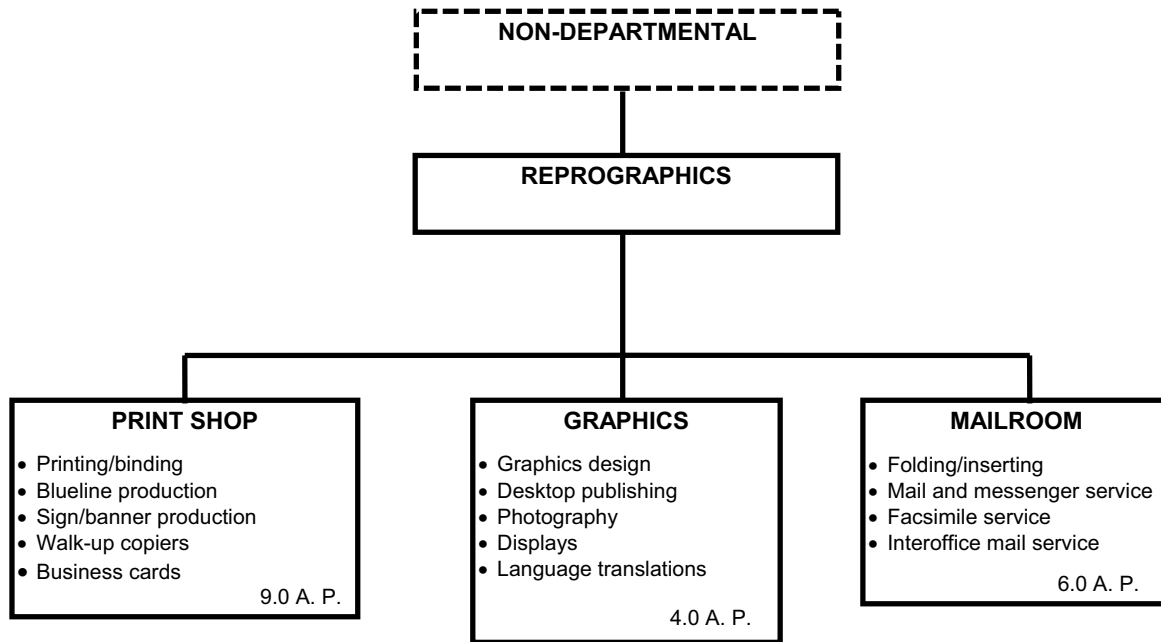 NON-DEPARTMENTAL
REPROGRAPHICS
PRINT SHOP
• Printing/binding
• Blueline production
• Sign/banner production
• Walk-up copiers
• Business cards
9.0 A. P.
GRAPHICS
• Graphics design
• Desktop publishing
• Photography
• Displays
• Language translations
4.0 A. P.
MAILROOM
• Folding/inserting
• Mail and messenger service
• Facsimile service
• Interoffice mail service
6.0 A. P.